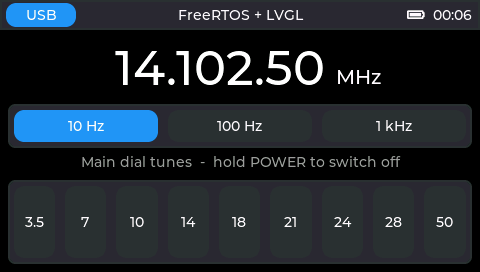 USB FreeRTOS + LVGL 00:06
14.102.50 MHz
10 Hz 100 Hz 1 kHz
Main dial tunes - hold POWER to switch off
3.5 7 10 14 18 21 24 28 50